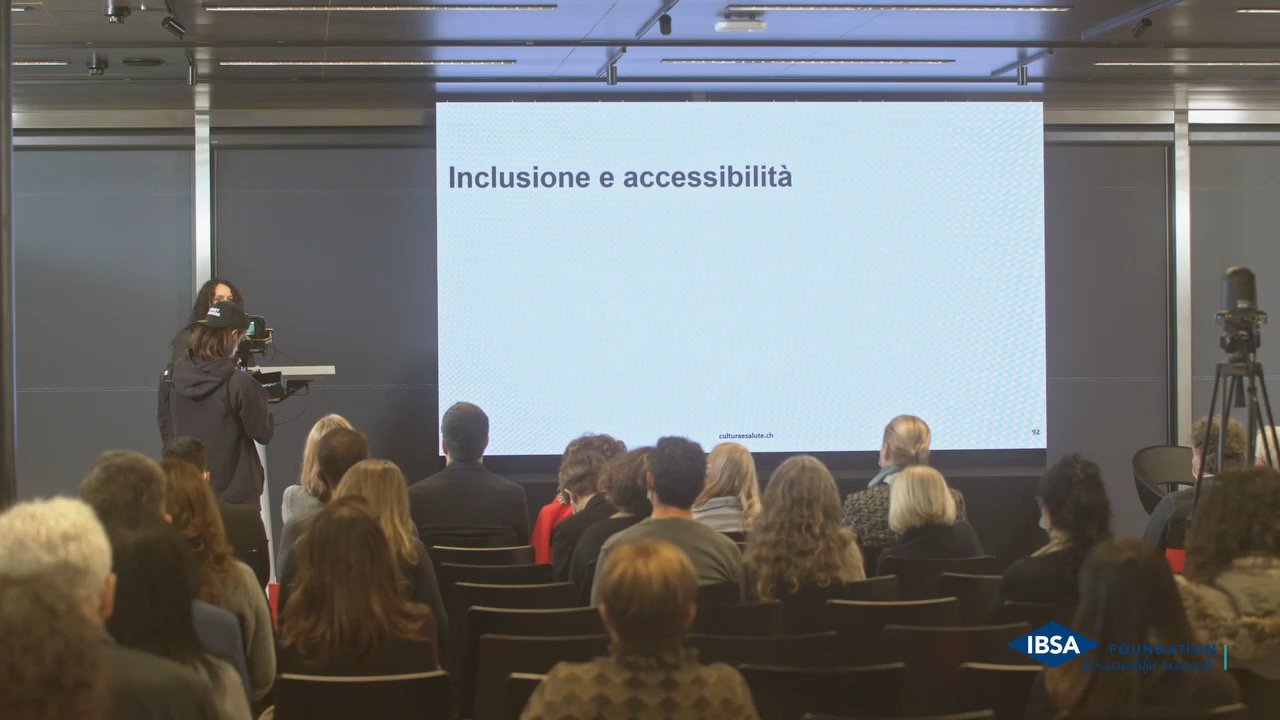 Inclusione e accessibilità
culturaesalute.ch
92
IBSA
FOUNDATION
for scientific research